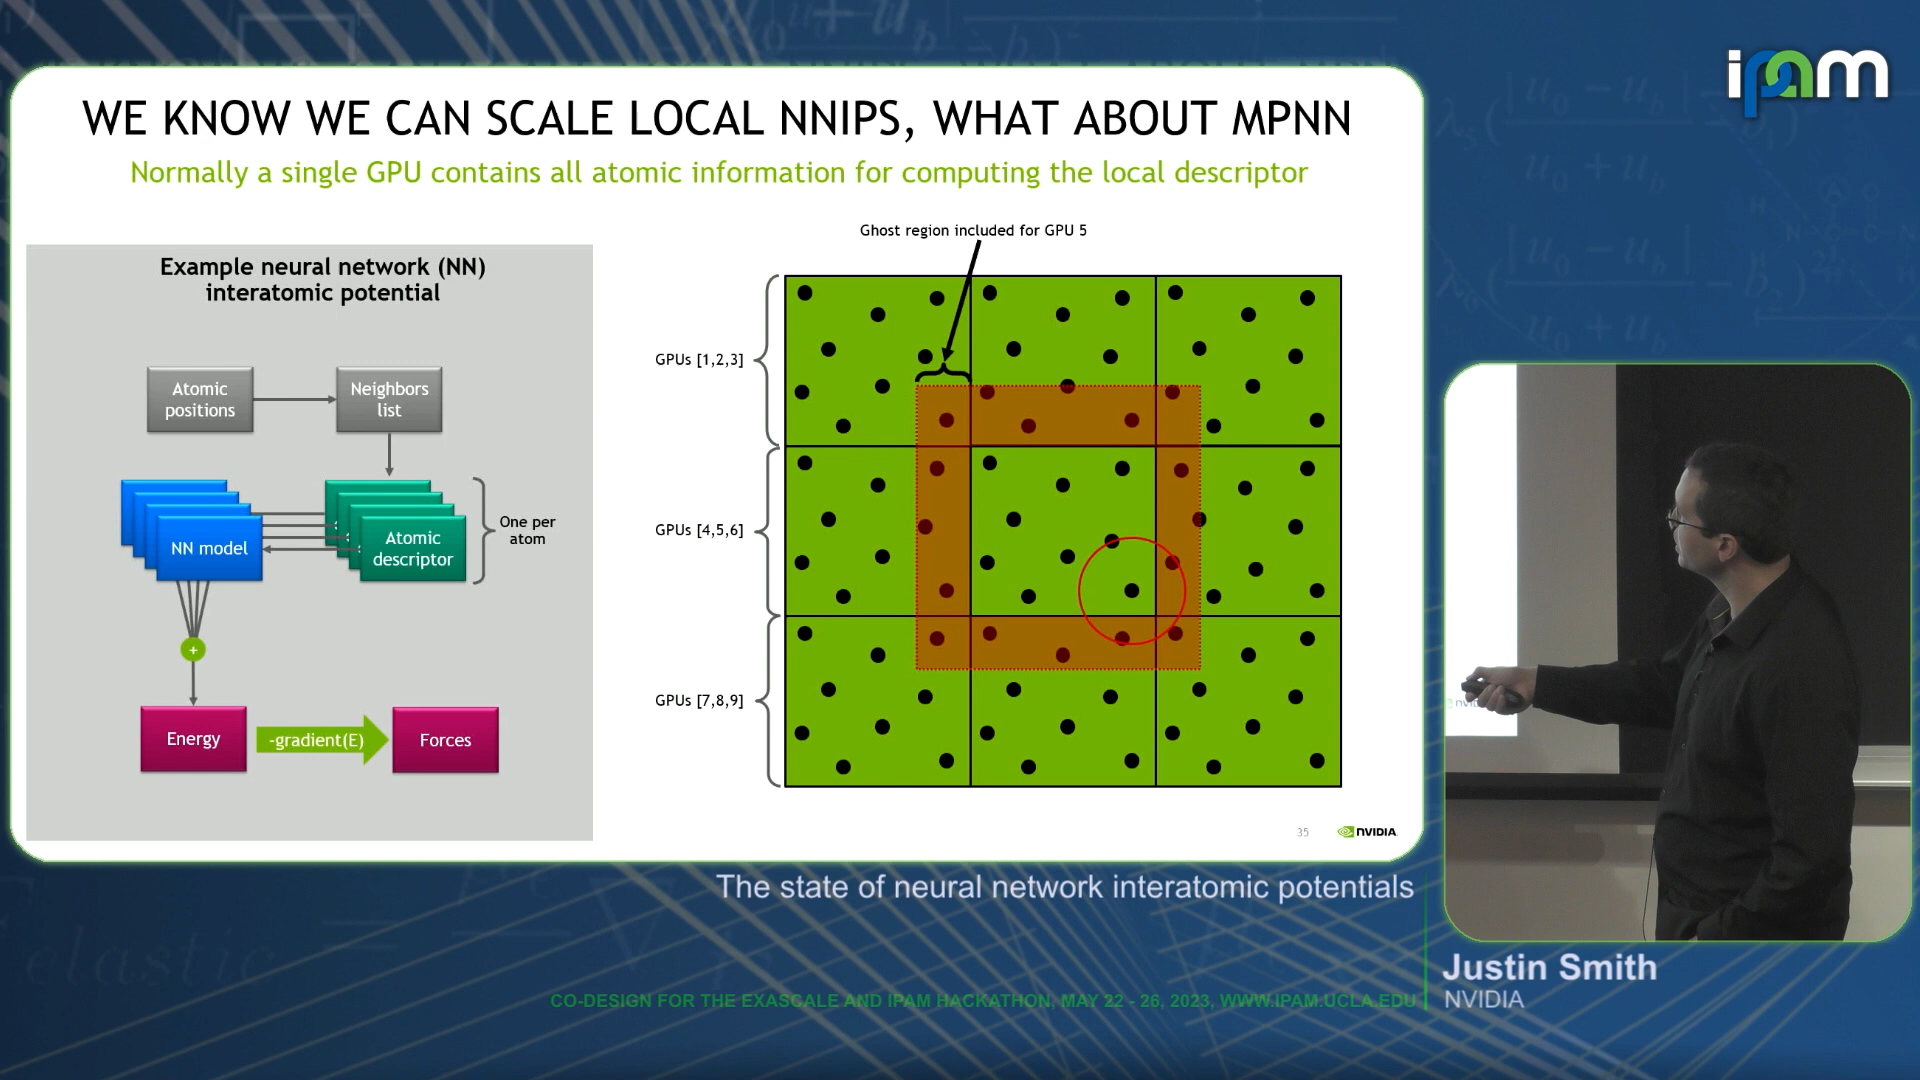 ipam
WE KNOW WE CAN SCALE LOCAL NNIPS, WHAT ABOUT MPNN
Normally a single GPU contains all atomic information for computing the local descriptor
Example neural network (NN)
interatomic potential
Atomic
positions
Neighbors
list
NN model
Atomic
descriptor
One per
atom
+
Energy
-gradient(E)
Forces
Ghost region included for GPU 5
GPUs [1,2,3]
GPUs [4,5,6]
GPUs [7,8,9]
35
NVIDIA.
The state of neural network interatomic potentials
Justin Smith
NVIDIA
CO-DESIGN FOR THE EXASCALE AND IPAM HACKATHON, MAY 22 - 26, 2023, WWW.IPAM.UCLA.EDU
elastic